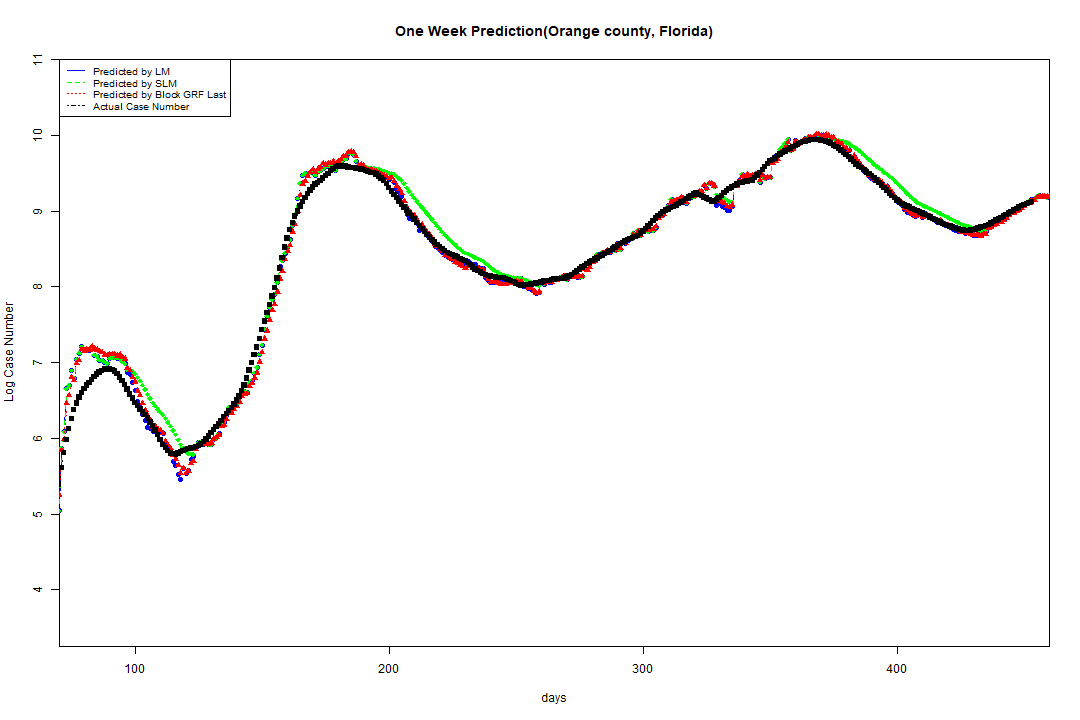 One Week Prediction(Orange county, Florida)
Predicted by LM
Predicted by SLM
Predicted by Block GRF Last
Actual Case Number
Log Case Number
11
10
9
8
7
6
5
4
100 200 300 400
days